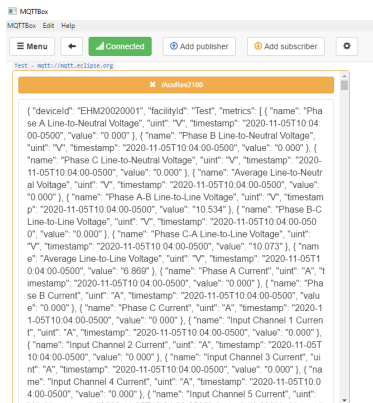 MQTTBox
MQTTBox Edit Help
Menu Connected Add publisher Add subscriber
Test - mqtt://mqtt.eclipse.org
✖ /AcuRev2100
{ "deviceId": "EHM20020001", "facilityId": "Test", "metrics": [ { "name": "Pha
se A Line-to-Neutral Voltage", "uint": "V", "timestamp": "2020-11-05T10:04:
00-0500", "value": "0.000" }, { "name": "Phase B Line-to-Neutral Voltage",
"uint": "V", "timestamp": "2020-11-05T10:04:00-0500", "value": "0.000" }, {
"name": "Phase C Line-to-Neutral Voltage", "uint": "V", "timestamp": "2020-
11-05T10:04:00-0500", "value": "0.000" }, { "name": "Average Line-to-Neutr
al Voltage", "uint": "V", "timestamp": "2020-11-05T10:04:00-0500", "value":
"0.000" }, { "name": "Phase A-B Line-to-Line Voltage", "uint": "V", "timestam
p": "2020-11-05T10:04:00-0500", "value": "10.534" }, { "name": "Phase B-C
Line-to-Line Voltage", "uint": "V", "timestamp": "2020-11-05T10:04:00-050
0", "value": "0.000" }, { "name": "Phase C-A Line-to-Line Voltage", "uint":
"V", "timestamp": "2020-11-05T10:04:00-0500", "value": "10.073" }, { "nam
e": "Average Line-to-Line Voltage", "uint": "V", "timestamp": "2020-11-05T1
0:04:00-0500", "value": "6.869" }, { "name": "Phase A Current", "uint": "A", "t
imestamp": "2020-11-05T10:04:00-0500", "value": "0.000" }, { "name": "Pha
se B Current", "uint": "A", "timestamp": "2020-11-05T10:04:00-0500", "valu
e": "0.000" }, { "name": "Phase C Current", "uint": "A", "timestamp": "2020-1
1-05T10:04:00-0500", "value": "0.000" }, { "name": "Input Channel 1 Curren
t", "uint": "A", "timestamp": "2020-11-05T10:04:00-0500", "value": "0.000" },
{ "name": "Input Channel 2 Current", "uint": "A", "timestamp": "2020-11-05T
10:04:00-0500", "value": "0.000" }, { "name": "Input Channel 3 Current", "ui
nt": "A", "timestamp": "2020-11-05T10:04:00-0500", "value": "0.000" }, { "na
me": "Input Channel 4 Current", "uint": "A", "timestamp": "2020-11-05T10:0
4:00-0500", "value": "0.000" }, { "name": "Input Channel 5 Current", "uint":